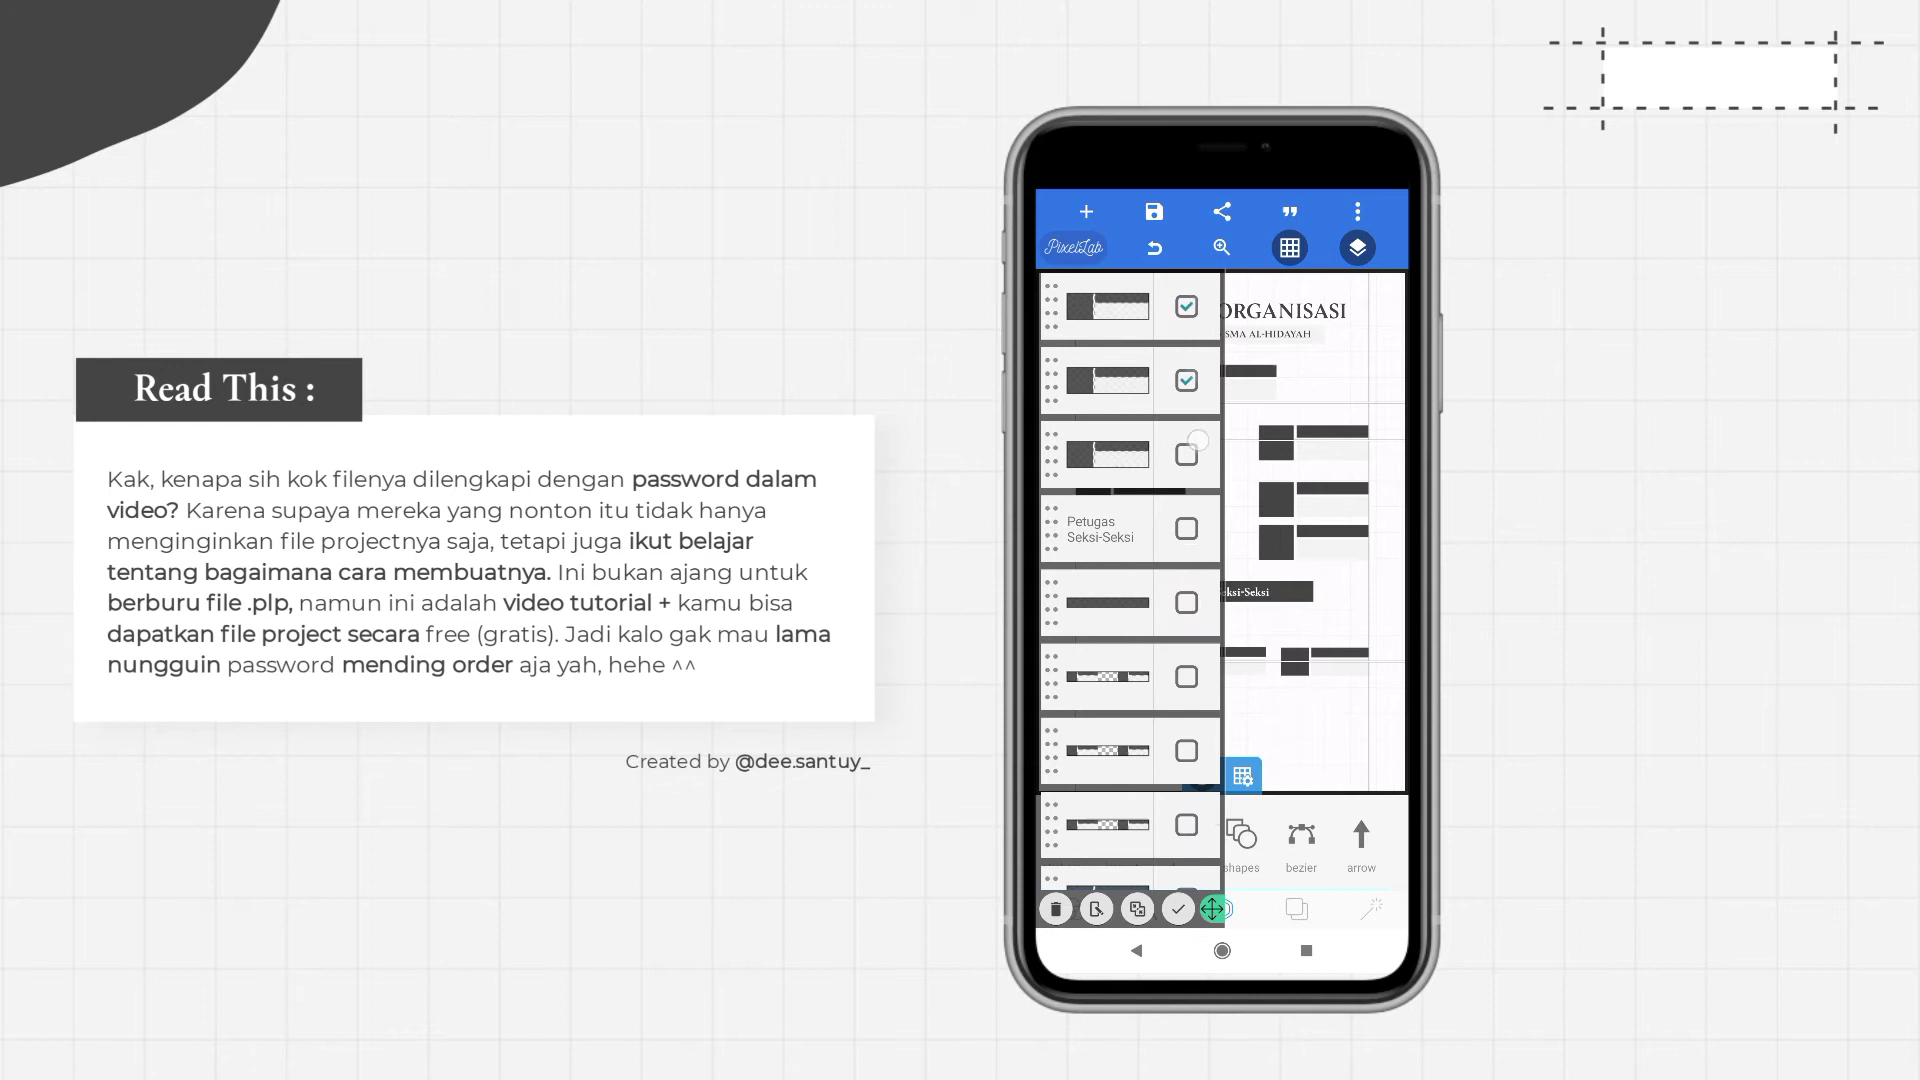 Read This :
Kak, kenapa sih kok filenya dilengkapi dengan password dalam
video? Karena supaya mereka yang nonton itu tidak hanya
menginginkan file projectnya saja, tetapi juga ikut belajar
tentang bagaimana cara membuatnya. Ini bukan ajang untuk
berburu file .plp, namun ini adalah video tutorial + kamu bisa
dapatkan file project secara free (gratis). Jadi kalo gak mau lama
nungguin password mending order aja yah, hehe ^^
Created by @dee.santuy_
PixelLab
ORGANISASI
SMA AL-HIDAYAH
Petugas
Seksi-Seksi
ksi-Seksi
shapes
bezier
arrow